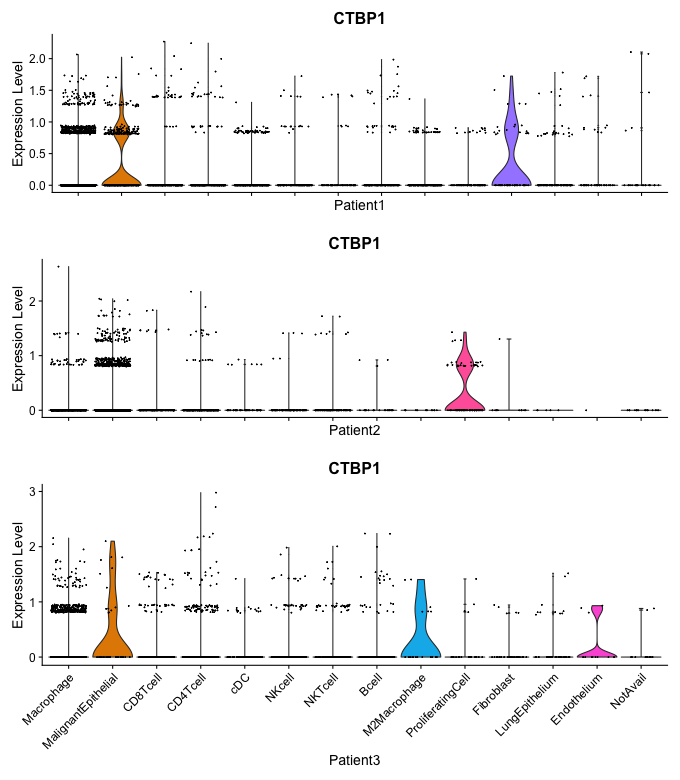 CTBP1
Expression Level
2.0
1.5
1.0
0.5
0.0
Patient1
CTBP1
Expression Level
2
1
0
Patient2
CTBP1
Expression Level
3
2
1
0
Macrophage
MalignantEpithelial
CD8Tcell
CD4Tcell
cDC
NKcell
NKTcell
Bcell
M2Macrophage
ProliferatingCell
Fibroblast
LungEpithelium
Endothelium
NotAvail
Patient3